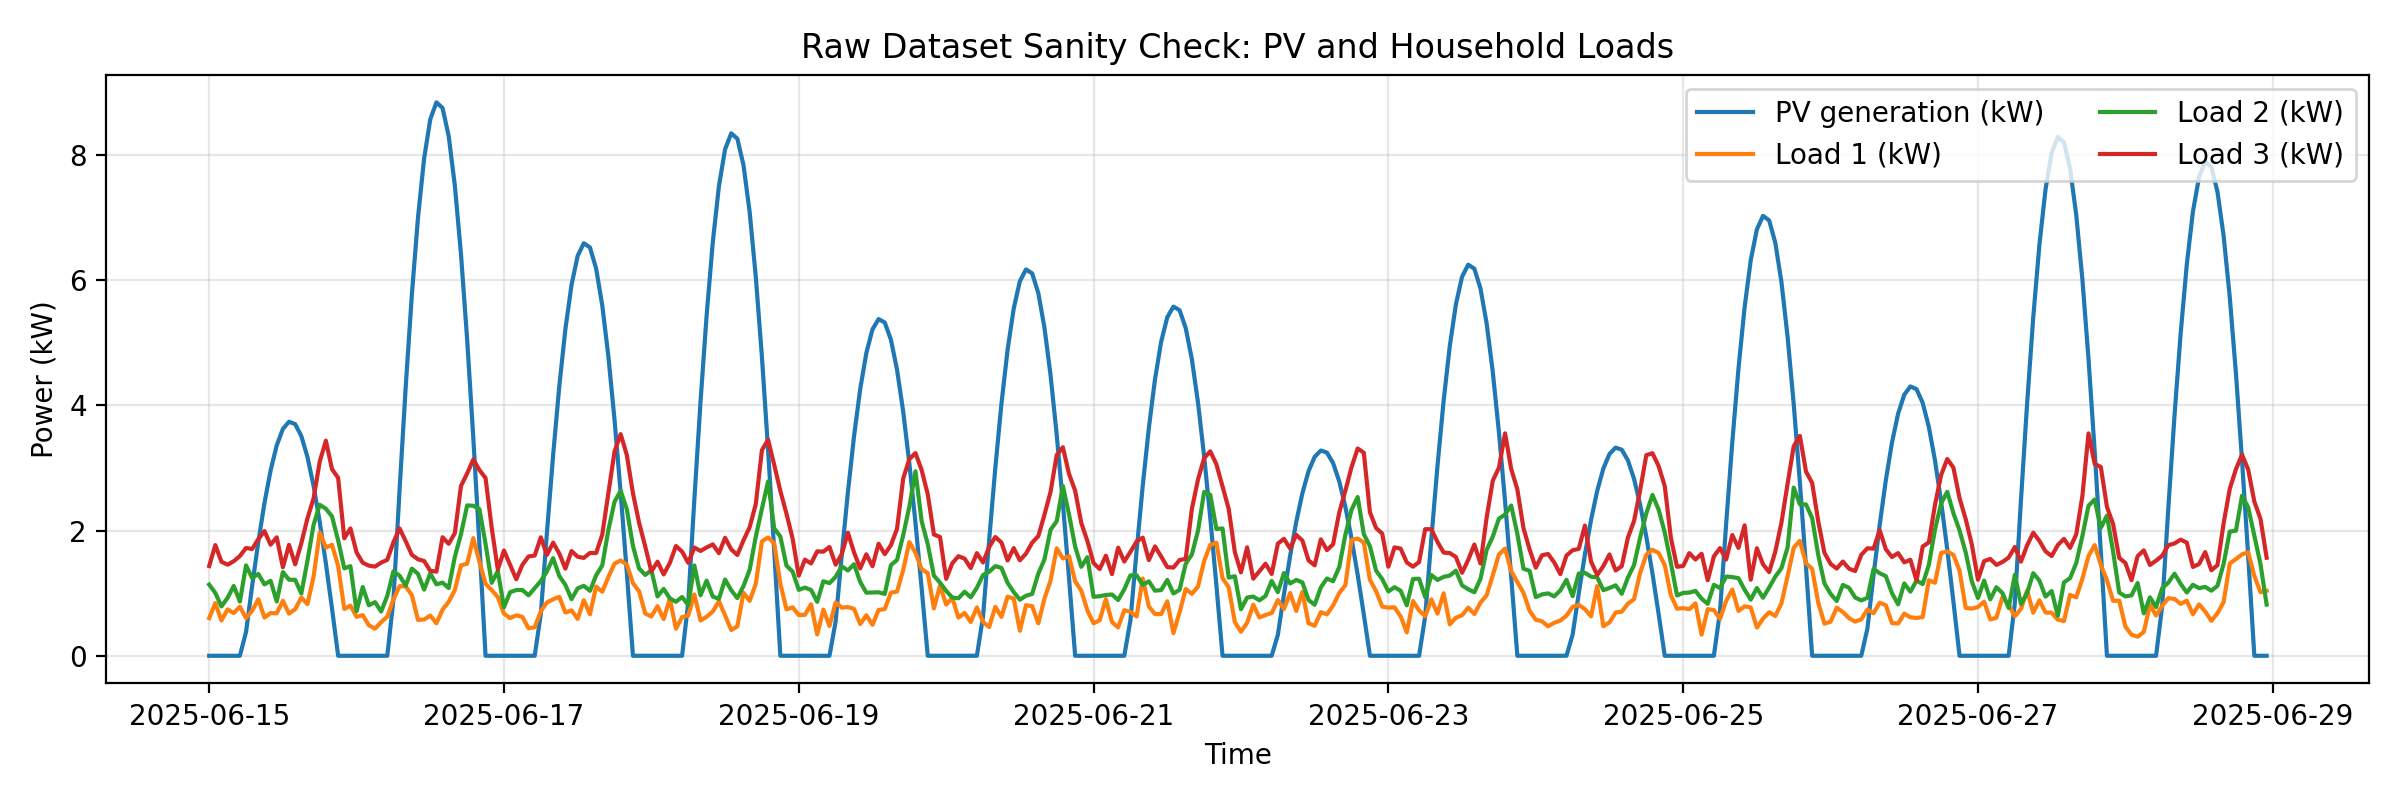 Raw Dataset Sanity Check: PV and Household Loads
PV generation (kW)
Load 1 (kW)
Load 2 (kW)
Load 3 (kW)
Power (kW)
8
6
4
2
0
2025-06-15
2025-06-17
2025-06-19
2025-06-21
2025-06-23
2025-06-25
2025-06-27
2025-06-29
Time